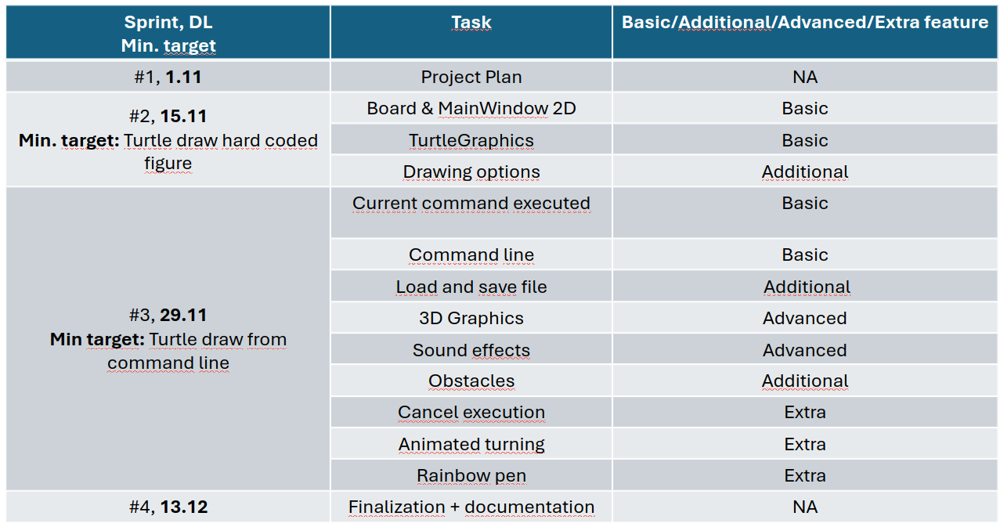 Sprint, DL
Min. target
Task
Basic/Additional/Advanced/Extra feature
#1, 1.11
Project Plan
NA
#2, 15.11
Min. target: Turtle draw hard coded
figure
Board & MainWindow 2D
Basic
TurtleGraphics
Basic
Drawing options
Additional
#3, 29.11
Min target: Turtle draw from
command line
Current command executed
Basic
Command line
Basic
Load and save file
Additional
3D Graphics
Advanced
Sound effects
Advanced
Obstacles
Additional
Cancel execution
Extra
Animated turning
Extra
Rainbow pen
Extra
#4, 13.12
Finalization + documentation
NA